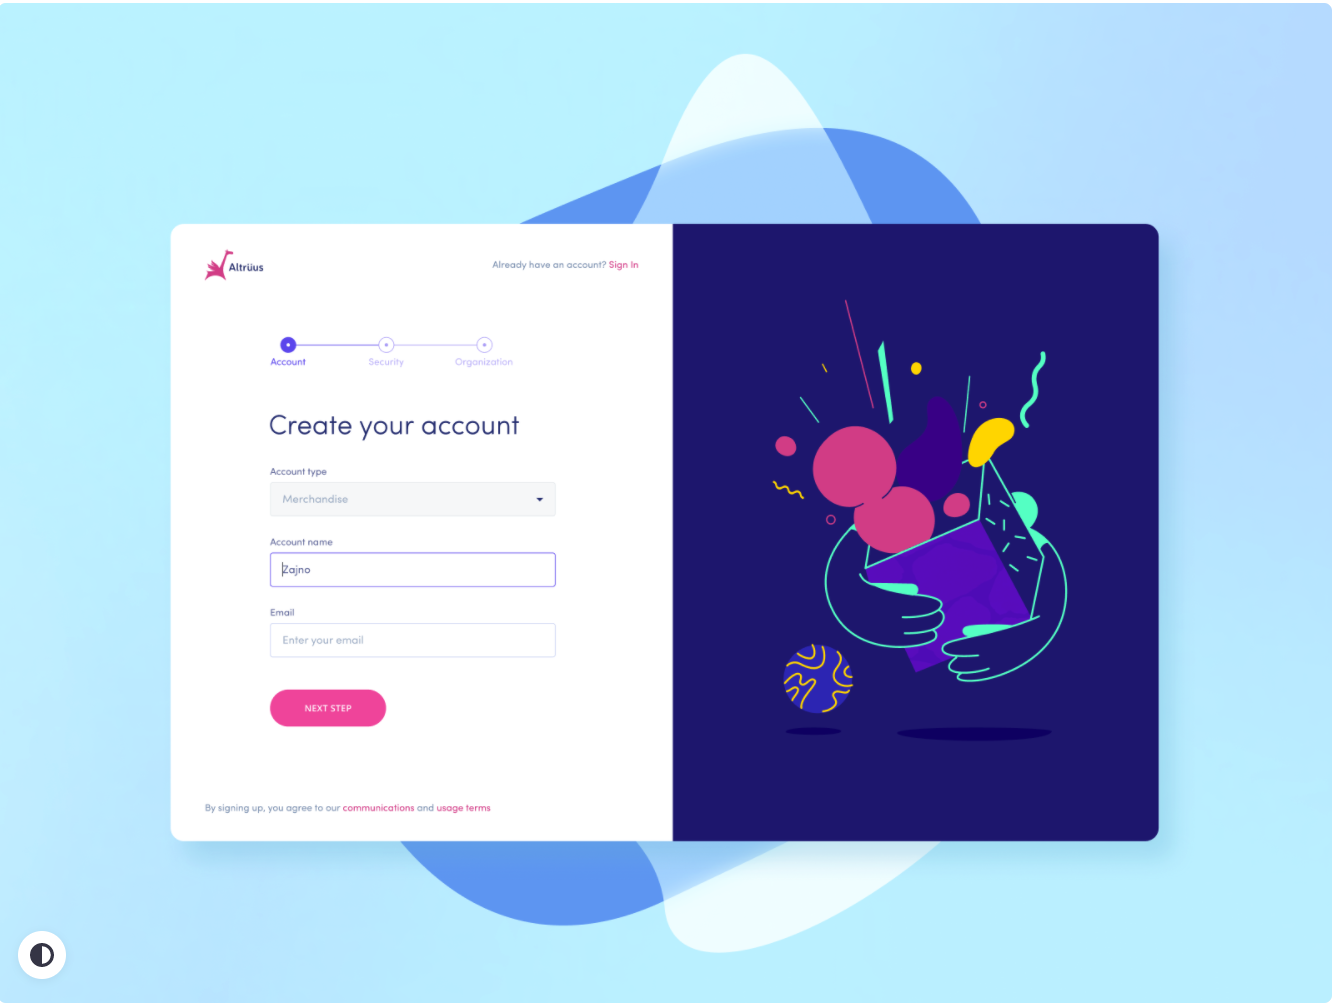 Altrüus
Already have an account? Sign In
Account
Security
Organization
Create your account
Account type
Merchandise
Account name
Zajno
Email
Enter your email
NEXT STEP
By signing up, you agree to our communications and usage terms